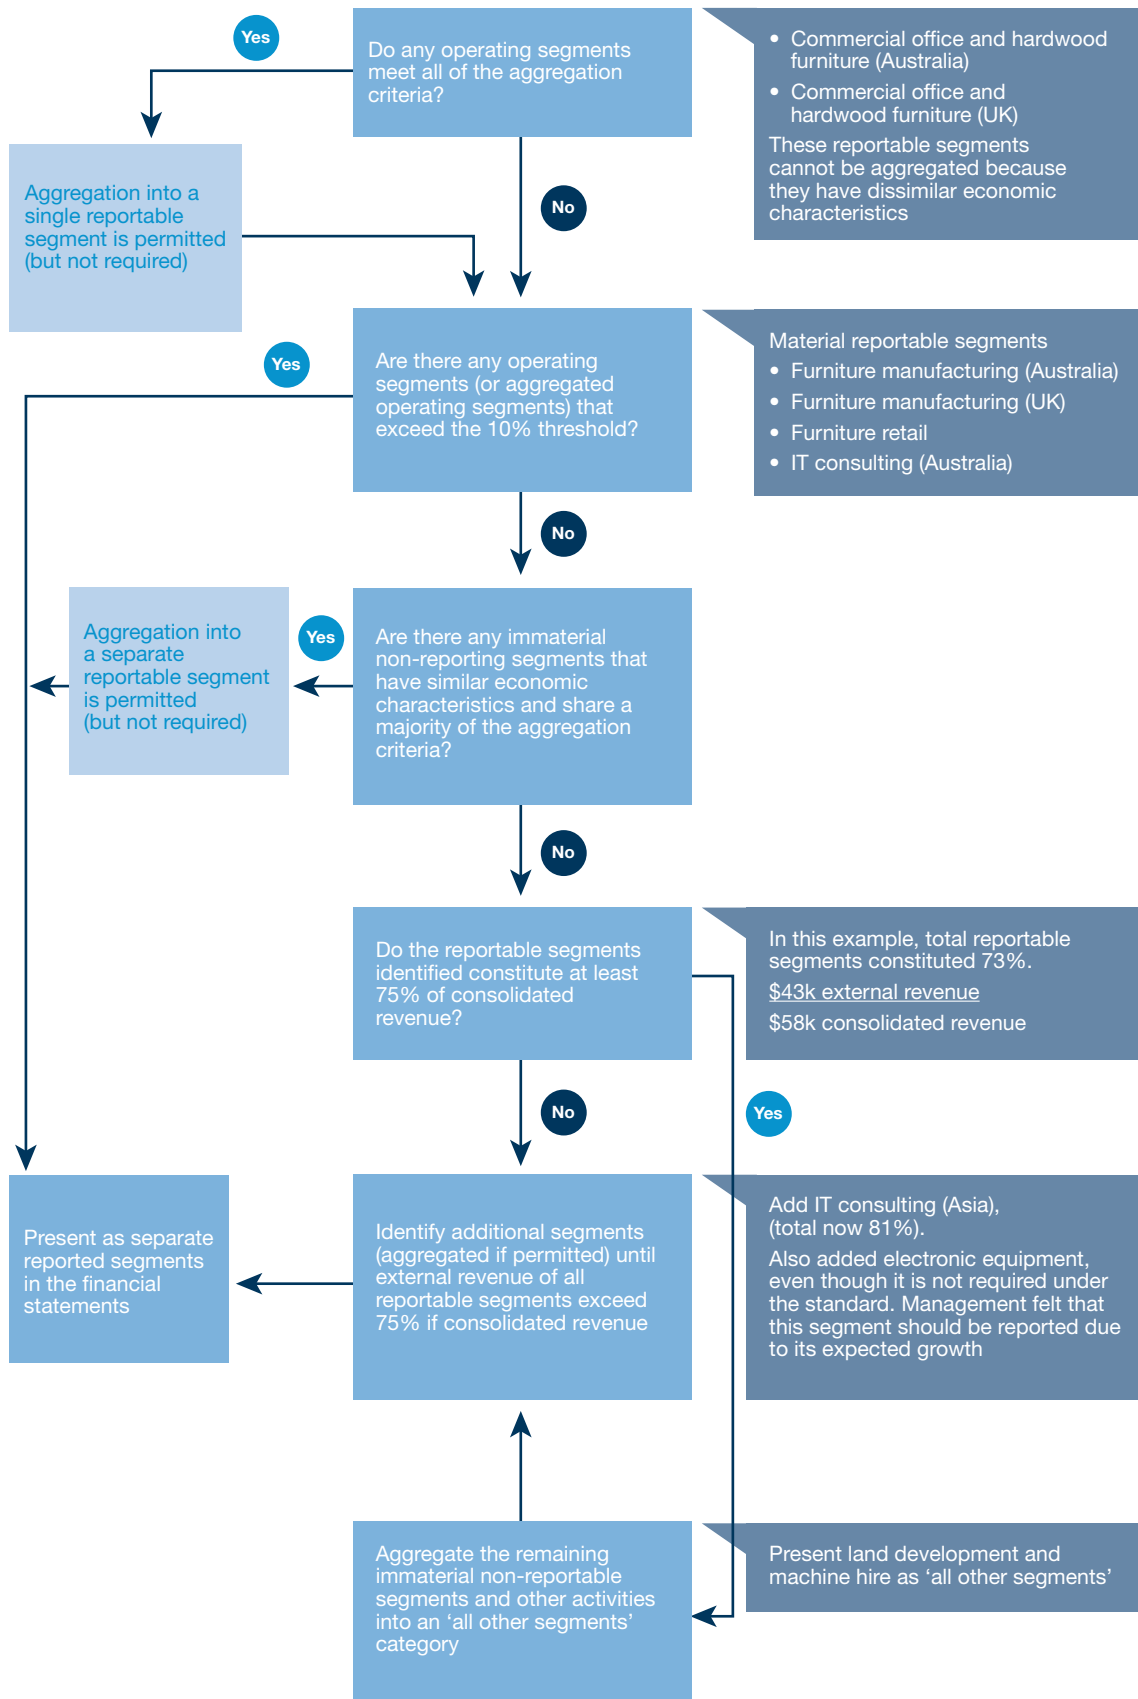 Yes
Do any operating segments
meet all of the aggregation
criteria?
• Commercial office and hardwood
furniture (Australia)
• Commercial office and
hardwood furniture (UK)
These reportable segments
cannot be aggregated because
they have dissimilar economic
characteristics
Aggregation into a
single reportable
segment is permitted
(but not required)
No
Yes
Are there any operating
segments (or aggregated
operating segments) that
exceed the 10% threshold?
Material reportable segments
• Furniture manufacturing (Australia)
• Furniture manufacturing (UK)
• Furniture retail
• IT consulting (Australia)
No
Aggregation into
a separate
reportable segment
is permitted
(but not required)
Yes
Are there any immaterial
non-reporting segments that
have similar economic
characteristics and share a
majority of the aggregation
criteria?
No
Do the reportable segments
identified constitute at least
75% of consolidated
revenue?
In this example, total reportable
segments constituted 73%.
$43k external revenue
$58k consolidated revenue
No
Yes
Present as separate
reported segments
in the financial
statements
Identify additional segments
(aggregated if permitted) until
external revenue of all
reportable segments exceed
75% if consolidated revenue
Add IT consulting (Asia),
(total now 81%).
Also added electronic equipment,
even though it is not required under
the standard. Management felt that
this segment should be reported due
to its expected growth
Aggregate the remaining
immaterial non-reportable
segments and other activities
into an ‘all other segments’
category
Present land development and
machine hire as ‘all other segments’